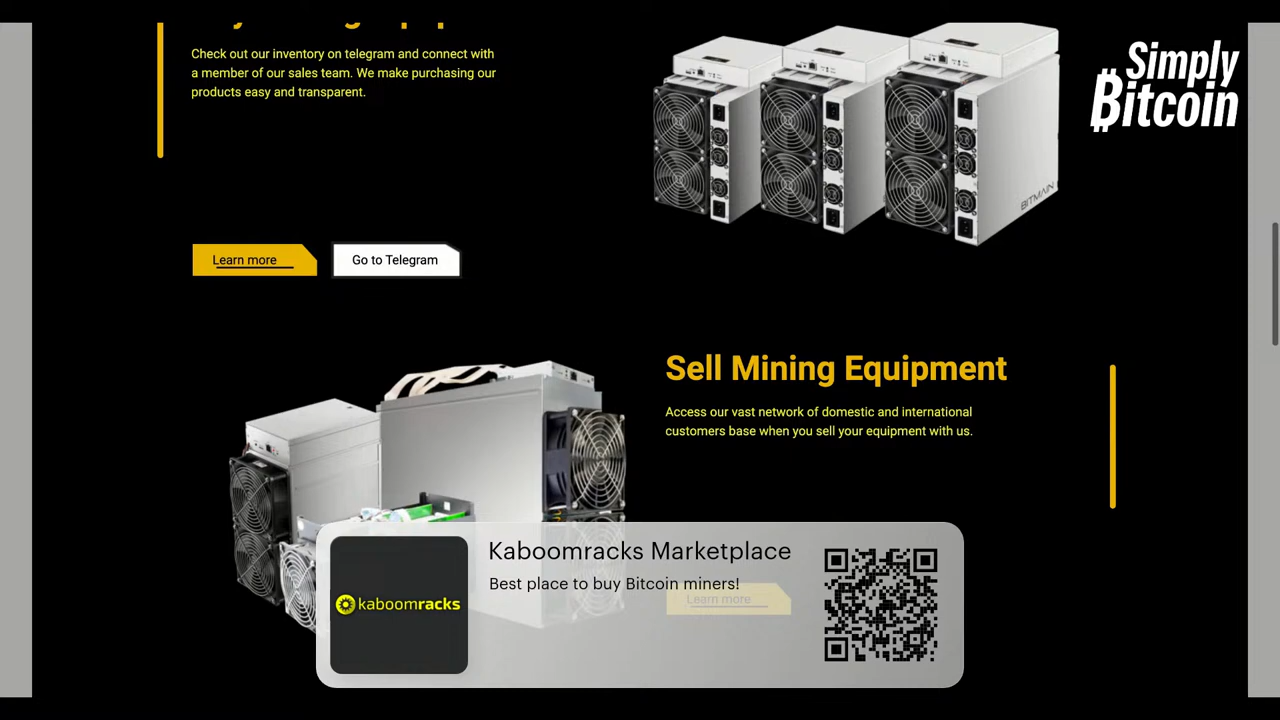 Check out our inventory on telegram and connect with
a member of our sales team. We make purchasing our
products easy and transparent.
Simply
Bitcoin
BITMAIN
Learn more
Go to Telegram
Sell Mining Equipment
Access our vast network of domestic and international
customers base when you sell your equipment with us.
Kaboomracks Marketplace
Best place to buy Bitcoin miners!
Learn more
kaboomracks